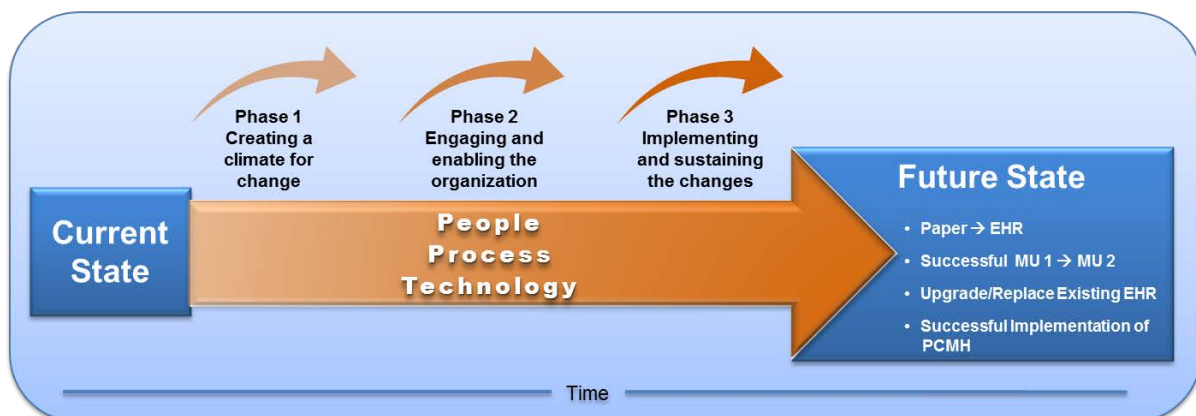 Phase 1
Creating a
climate for
change
Phase 2
Engaging and
enabling the
organization
Phase 3
Implementing
and sustaining
the changes
Current
State
People
Process
Technology
Future State
• Paper → EHR
• Successful MU 1 → MU 2
• Upgrade/Replace Existing EHR
• Successful Implementation of
PCMH
Time